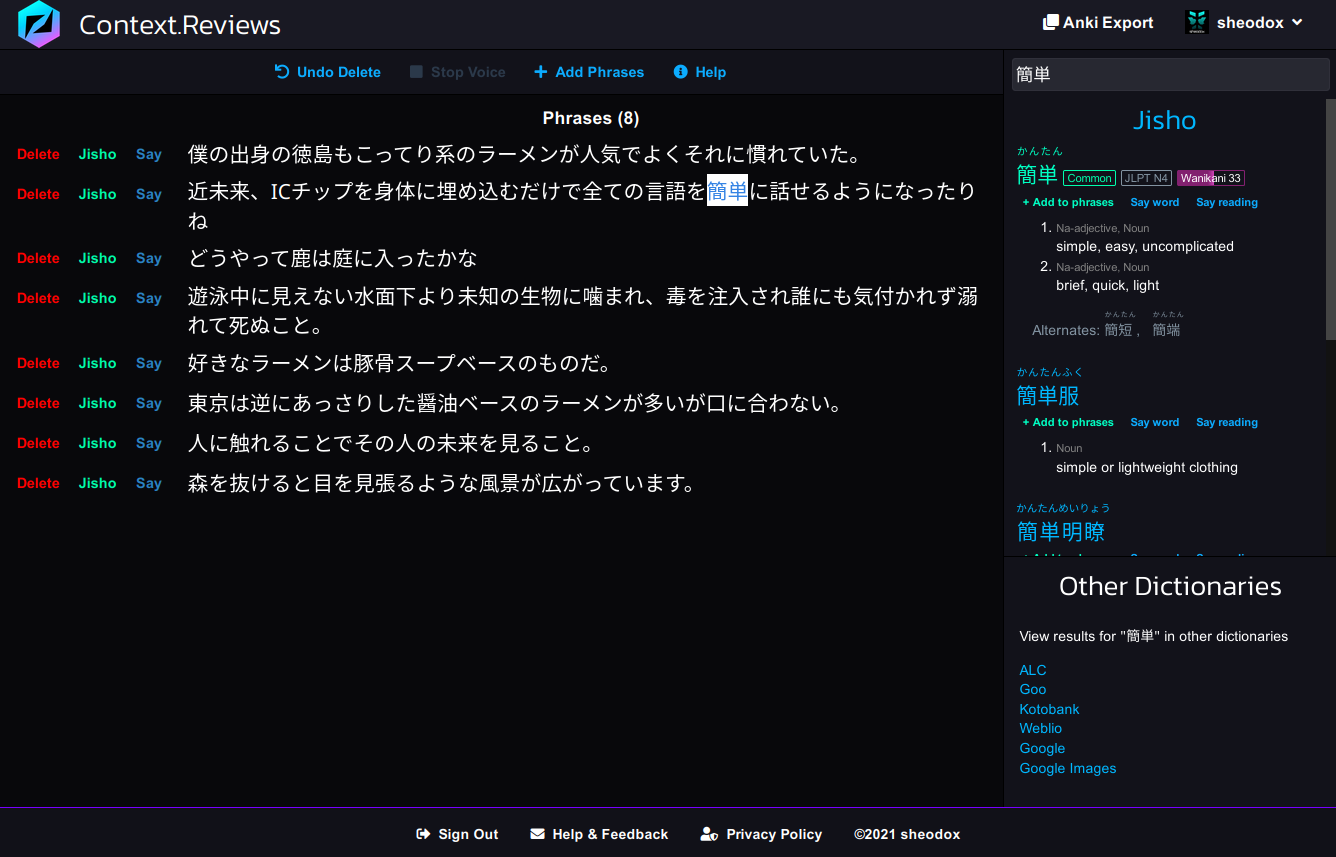 Context.Reviews
Anki Export
sheodox
Undo Delete
Stop Voice
Add Phrases
Help
Phrases (8)
Delete Jisho Say 僕の出身の徳島もこってり系のラーメンが人気でよくそれに慣れていた。
Delete Jisho Say 近未来、ICチップを身体に埋め込むだけで全ての言語を簡単に話せるようになったり
ね
Delete Jisho Say どうやって鹿は庭に入ったかな
Delete Jisho Say 遊泳中に見えない水面下より未知の生物に噛まれ、毒を注入され誰にも気付かれず溺
れて死ぬこと。
Delete Jisho Say 好きなラーメンは豚骨スープベースのものだ。
Delete Jisho Say 東京は逆にあっさりした醤油ベースのラーメンが多いが口に合わない。
Delete Jisho Say 人に触れることでその人の未来を見ること。
Delete Jisho Say 森を抜けると目を見張るような風景が広がっています。
簡単
Jisho
かんたん
簡単 Common JLPT N4 Wanikani 33
+ Add to phrases Say word Say reading
1. Na-adjective, Noun
simple, easy, uncomplicated
2. Na-adjective, Noun
brief, quick, light
かんたん かんたん
Alternates: 簡短 , 簡端
かんたんふく
簡単服
+ Add to phrases Say word Say reading
1. Noun
simple or lightweight clothing
かんたんめいりょう
簡単明瞭
Other Dictionaries
View results for "簡単" in other dictionaries
ALC
Goo
Kotobank
Weblio
Google
Google Images
Sign Out
Help & Feedback
Privacy Policy
©2021 sheodox